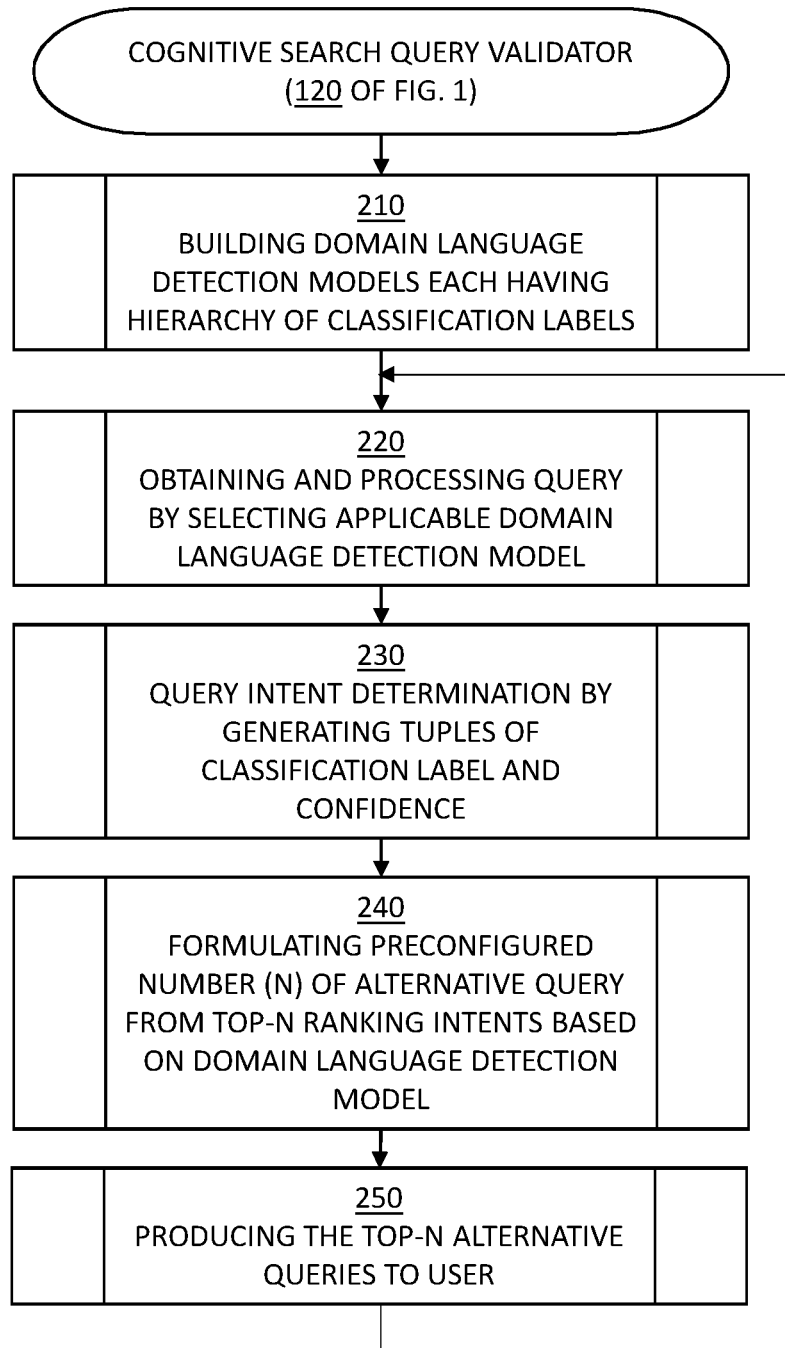 COGNITIVE SEARCH QUERY VALIDATOR
(120 OF FIG. 1)
210
BUILDING DOMAIN LANGUAGE
DETECTION MODELS EACH HAVING
HIERARCHY OF CLASSIFICATION LABELS
220
OBTAINING AND PROCESSING QUERY
BY SELECTING APPLICABLE DOMAIN
LANGUAGE DETECTION MODEL
230
QUERY INTENT DETERMINATION BY
GENERATING TUPLES OF
CLASSIFICATION LABEL AND
CONFIDENCE
240
FORMULATING PRECONFIGURED
NUMBER (N) OF ALTERNATIVE QUERY
FROM TOP-N RANKING INTENTS BASED
ON DOMAIN LANGUAGE DETECTION
MODEL
250
PRODUCING THE TOP-N ALTERNATIVE
QUERIES TO USER